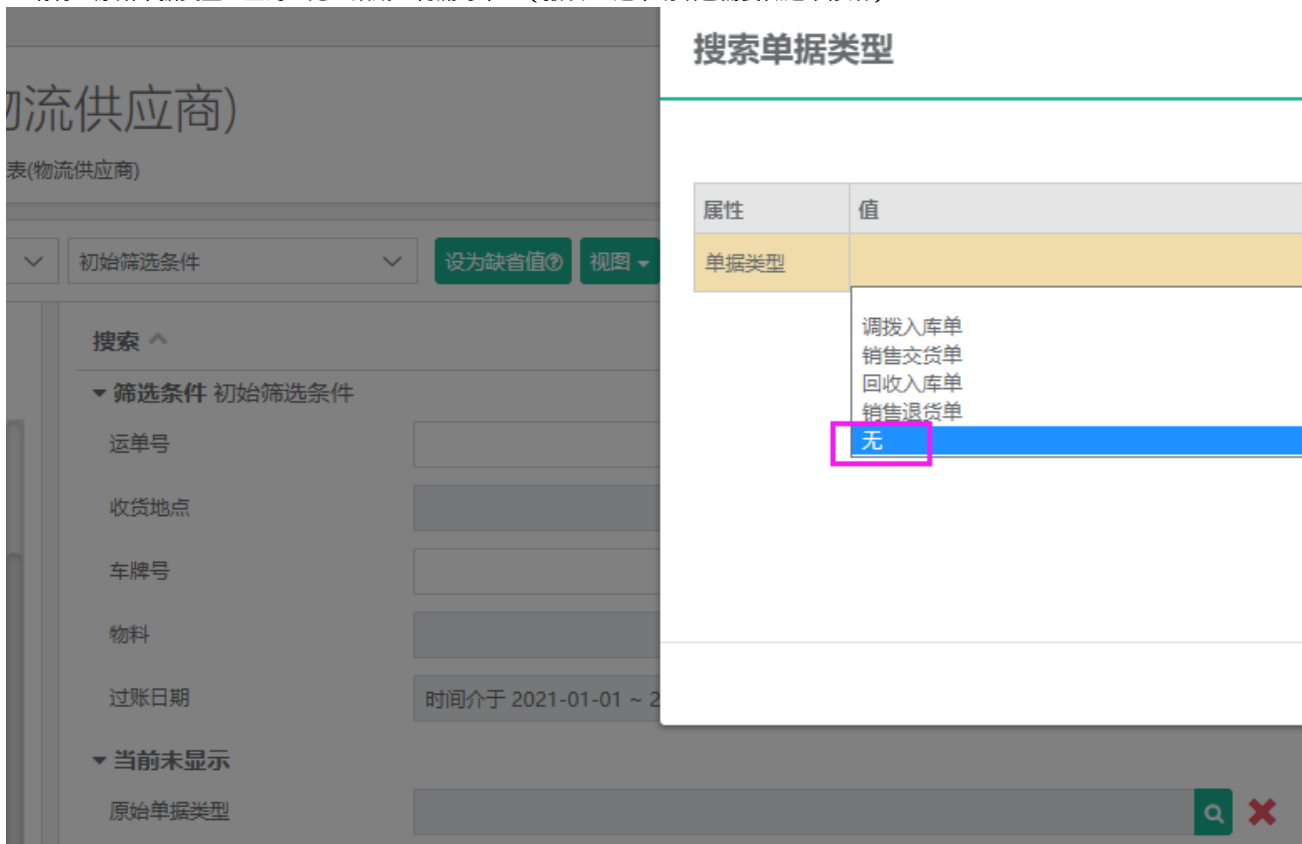 搜索单据类型
物流供应商)
表(物流供应商)
属性
值
初始筛选条件
设为缺省值
视图
单据类型
调拨入库单
销售交货单
回收入库单
销售退货单
无
搜索
筛选条件 初始筛选条件
运单号
收货地点
车牌号
物料
过账日期
时间介于 2021-01-01 ~ 2
当前未显示
原始单据类型